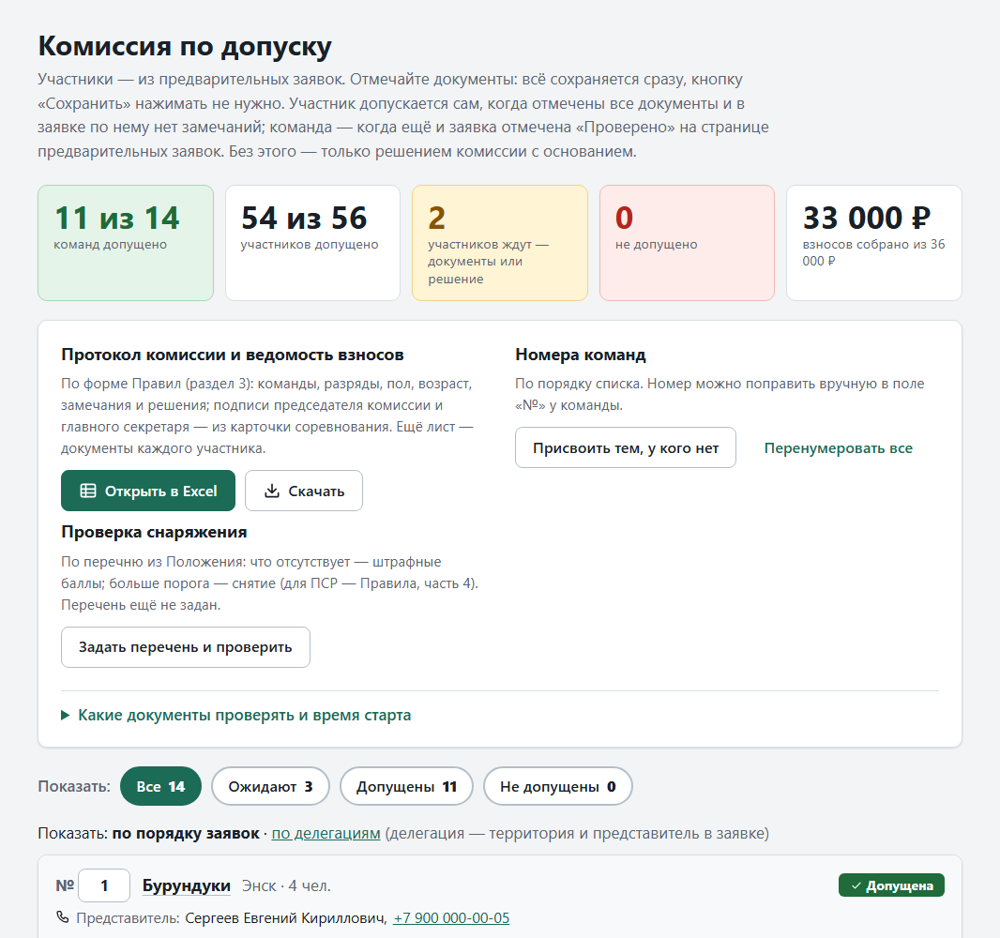 Комиссия по допуску
Участники — из предварительных заявок. Отмечайте документы: всё сохраняется сразу, кнопку
«Сохранить» нажимать не нужно. Участник допускается сам, когда отмечены все документы и в
заявке по нему нет замечаний; команда — когда ещё и заявка отмечена «Проверено» на странице
предварительных заявок. Без этого — только решением комиссии с основанием.
11 из 14
команд допущено
54 из 56
участников допущено
2
участников ждут —
документы или
решение
0
не допущено
33 000 ₽
взносов собрано из 36
000 ₽
Протокол комиссии и ведомость взносов
По форме Правил (раздел 3): команды, разряды, пол, возраст,
замечания и решения; подписи председателя комиссии и
главного секретаря — из карточки соревнования. Ещё лист —
документы каждого участника.
Открыть в Excel
Скачать
Номера команд
По порядку списка. Номер можно поправить вручную в поле
«№» у команды.
Присвоить тем, у кого нет
Перенумеровать все
Проверка снаряжения
По перечню из Положения: что отсутствует — штрафные
баллы; больше порога — снятие (для ПСР — Правила, часть 4).
Перечень ещё не задан.
Задать перечень и проверить
Какие документы проверять и время старта
Показать: Все 14 Ожидают 3 Допущены 11 Не допущены 0
Показать: по порядку заявок · по делегациям (делегация — территория и представитель в заявке)
№ 1 Бурундуки Энск · 4 чел. ✓ Допущена
Представитель: Сергеев Евгений Кириллович, +7 900 000-00-05